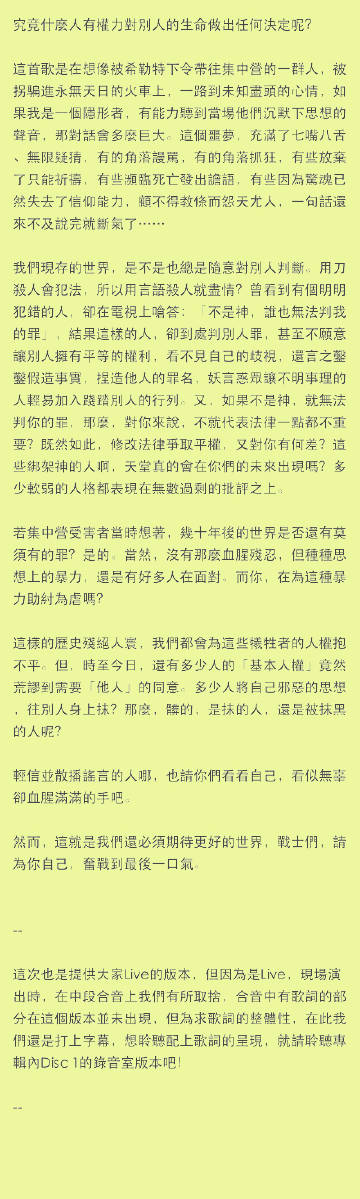 究竟什麼人有權力對別人的生命做出任何決定呢？
這首歌是在想像被希勒特下令帶往集中營的一群人，被
拐騙進永無天日的火車上，一路到未知盡頭的心情，如
果我是一個隱形者，有能力聽到當場他們沉默下思想的
聲音，那對話會多麼巨大。這個噩夢，充滿了七嘴八舌
、無限疑猜，有的角落謾罵，有的角落抓狂，有些放棄
了只能祈禱，有些瀕臨死亡發出譫語，有些因為驚魂已
然失去了信仰能力，顧不得教條而怨天尤人，一句話還
來不及說完就斷氣了⋯⋯
我們現存的世界，是不是也總是隨意對別人判斷。用刀
殺人會犯法，所以用言語殺人就盡情？曾看到有個明明
犯錯的人，卻在電視上嗆答：「不是神，誰也無法判我
的罪」，結果這樣的人，卻到處判別人罪，甚至不願意
讓別人擁有平等的權利，看不見自己的歧視，還言之鑿
鑿假造事實，捏造他人的罪名，妖言惑眾讓不明事理的
人輕易加入踐踏別人的行列。又，如果不是神，就無法
判你的罪，那麼，對你來說，不就代表法律一點都不重
要？既然如此，修改法律爭取平權，又對你有何差？這
些綁架神的人啊，天堂真的會在你們的未來出現嗎？多
少軟弱的人格都表現在無數過剩的批評之上。
若集中營受害者當時想著，幾十年後的世界是否還有莫
須有的罪？是的。當然，沒有那麼血腥殘忍，但種種思
想上的暴力，還是有好多人在面對。而你，在為這種暴
力助紂為虐嗎？
這樣的歷史殘絕人寰，我們都會為這些犧牲者的人權抱
不平。但，時至今日，還有多少人的「基本人權」竟然
荒謬到需要「他人」的同意。多少人將自己邪惡的思想
，往別人身上抹？那麼，髒的，是抹的人，還是被抹黑
的人呢？
輕信並散播謠言的人哪，也請你們看看自己，看似無辜
卻血腥滿滿的手吧。
然而，這就是我們還必須期待更好的世界，戰士們，請
為你自己，奮戰到最後一口氣。
--
這次也是提供大家Live的版本，但因為是Live，現場演
出時，在中段合音上我們有所取捨，合音中有歌詞的部
分在這個版本並未出現，但為求歌詞的整體性，在此我
們還是打上字幕，想聆聽配上歌詞的呈現，就請聆聽專
輯內Disc 1的錄音室版本吧！
--